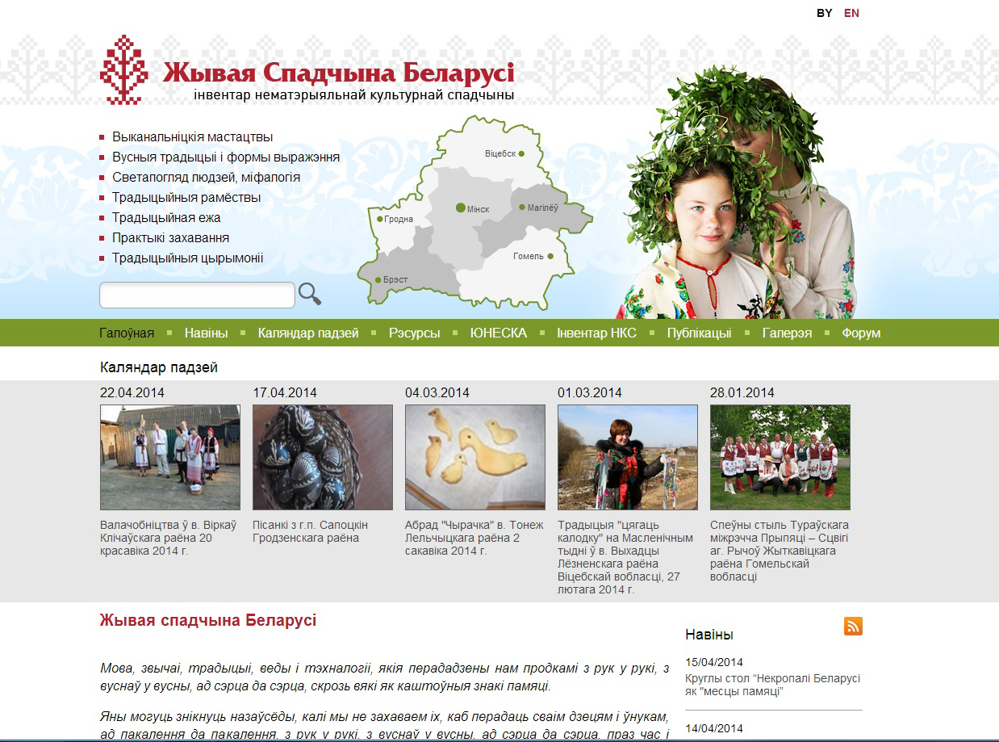 BY EN
Жывая Спадчына Беларусі
інвентар нематэрыяльнай культурнай спадчыны
Выканальніцкія мастацтвы
Вусныя традыцыі і формы выражэння
Светапогляд людзей, міфалогія
Традыцыйныя рамёствы
Традыцыйная ежа
Практыкі захавання
Традыцыйныя цырымоніі
Віцебск
Мінск
Магілёў
Гродна
Гомель
Брэст
Галоўная Навіны Каляндар падзей Рэсурсы ЮНЕСКА Інвентар НКС Публікацыі Галерэя Форум
Каляндар падзей
22.04.2014
Валачобніцтва ў в. Віркаў
Клічаўскага раёна 20
красавіка 2014 г.
17.04.2014
Пісанкі з г.п. Сапоцкін
Гродзенскага раёна
04.03.2014
Абрад "Чырачка" в. Тонеж
Лельчыцкага раёна 2
сакавіка 2014 г.
01.03.2014
Традыцыя "цягаць
калодку" на Масленічным
тыдні ў в. Выхадцы
Лёзненскага раёна
Віцебскай вобласці, 27
лютага 2014 г.
28.01.2014
Спеўны стыль Тураўскага
міжрэчча Прыпяці – Сцвігі
аг. Рычоў Жыткавіцкага
раёна Гомельскай
вобласці
Жывая спадчына Беларусі
Мова, звычаі, традыцыі, веды і тэхналогіі, якія перададзены нам продкамі з рук у рукі, з
вуснаў у вусны, ад сэрца да сэрца, скрозь вякі як каштоўныя знакі памяці.
Яны могуць знікнуць назаўсёды, калі мы не захаваем іх, каб перадаць сваім дзецям і ўнукам,
ад пакалення да пакалення, з рук у рукі, з вуснаў у вусны, ад сэрца да сэрца, праз час і
Навіны
15/04/2014
Круглы стол “Некропалі Беларусі
як "месцы памяці”
14/04/2014